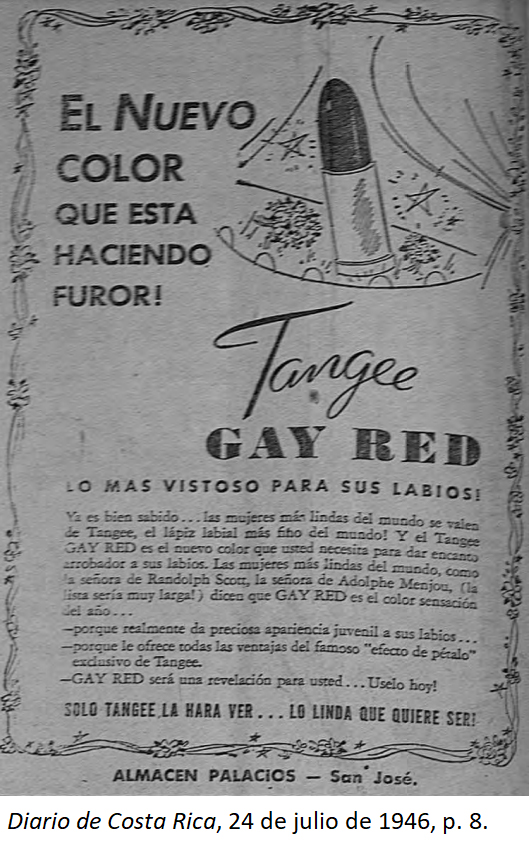 EL NUEVO
COLOR
QUE ESTA
HACIENDO
FUROR!
Tangee
GAY RED
LO MAS VISTOSO PARA SUS LABIOS!
Ya es bien sabido... las mujeres más lindas del mundo se valen
de Tangee, el lápiz labial más fino del mundo! Y el Tangee
GAY RED es el nuevo color que usted necesita para dar encanto
arrobador a sus labios. Las mujeres más lindas del mundo, como
la señora de Randolph Scott, la señora de Adolphe Menjou, (la
lista sería muy larga!) dicen que GAY RED es el color sensación
del año...
—porque realmente da preciosa apariencia juvenil a sus labios...
—porque le ofrece todas las ventajas del famoso "efecto de pétalo"
exclusivo de Tangee.
—GAY RED será una revelación para usted... Uselo hoy!
SOLO TANGEE LA HARA VER... LO LINDA QUE QUIERE SER!
ALMACEN PALACIOS — San José.
Diario de Costa Rica, 24 de julio de 1946, p. 8.